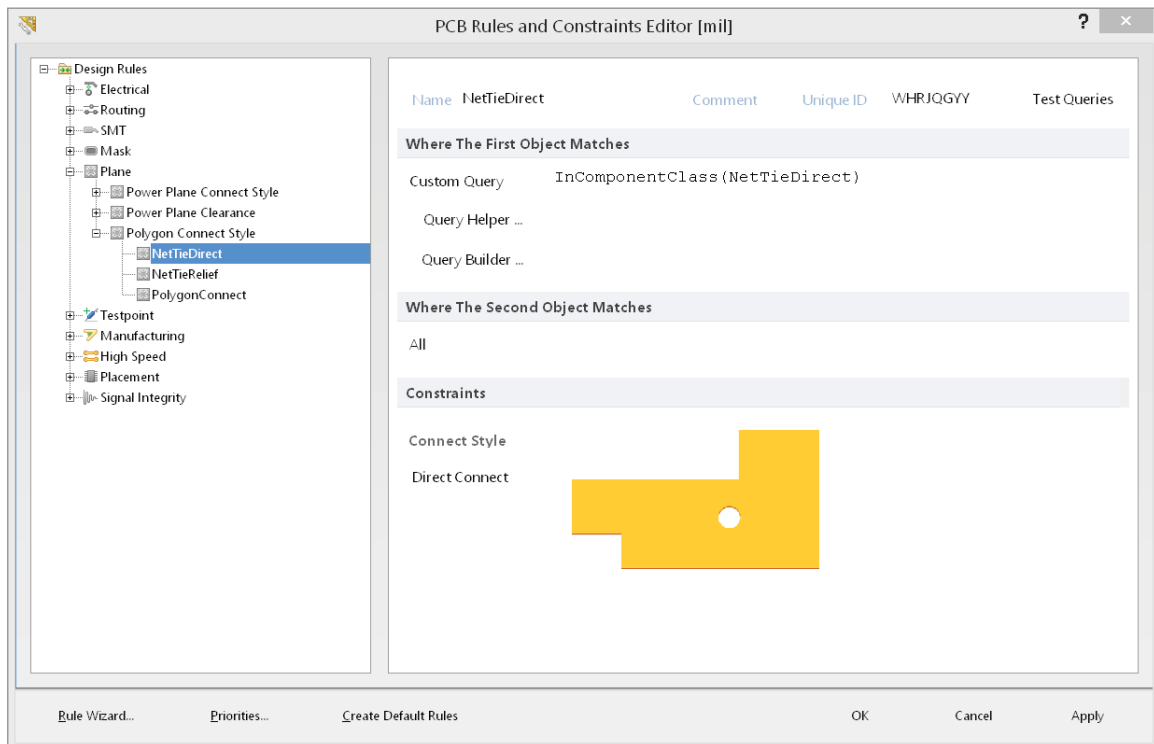 PCB Rules and Constraints Editor [mil]
?
Design Rules
Electrical
Routing
SMT
Mask
Plane
Power Plane Connect Style
Power Plane Clearance
Polygon Connect Style
NetTieDirect
NetTieRelief
PolygonConnect
Testpoint
Manufacturing
High Speed
Placement
Signal Integrity
Name NetTieDirect Comment Unique ID WHRJQGYY Test Queries
Where The First Object Matches
Custom Query InComponentClass(NetTieDirect)
Query Helper ...
Query Builder ...
Where The Second Object Matches
All
Constraints
Connect Style
Direct Connect
Rule Wizard... Priorities... Create Default Rules OK Cancel Apply